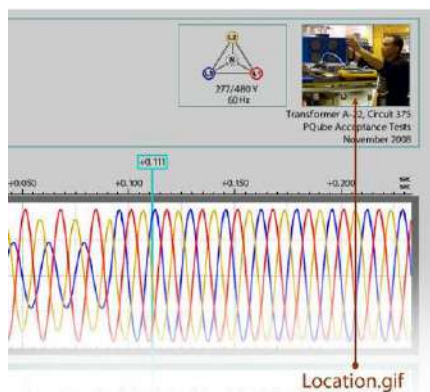 L2
N
L3
L1
277/480 V
60 Hz
Transformer A-22, Circuit 375
PQube Acceptance Tests
November 2008
+0.111
+0.050
+0.100
+0.150
+0.200
Location.gif